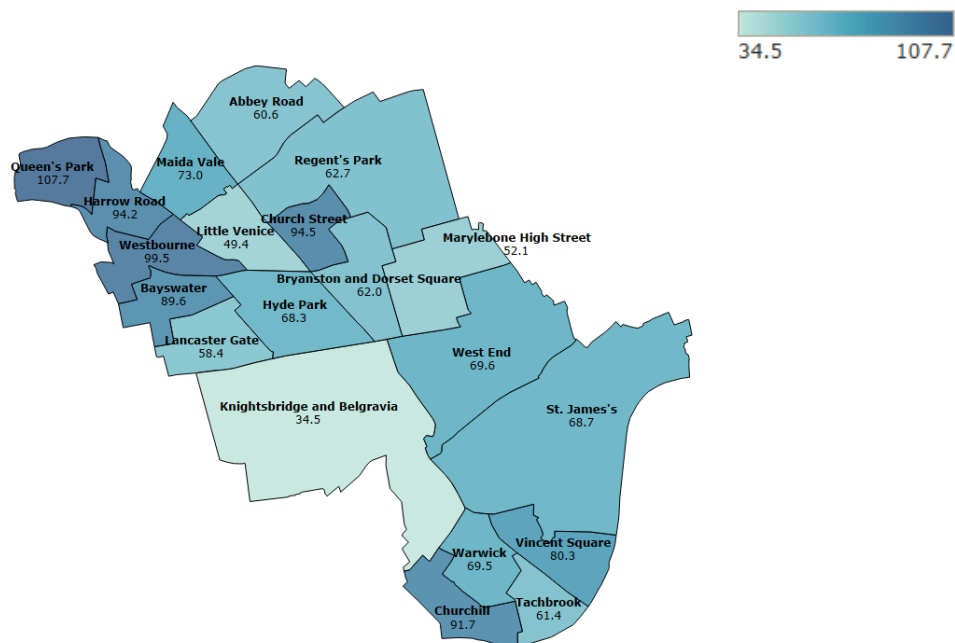 34.5 107.7
Abbey Road
60.6
Queen's Park
107.7
Maida Vale
73.0
Regent's Park
62.7
Harrow Road
94.2
Church Street
94.5
Little Venice
49.4
Marylebone High Street
52.1
Westbourne
99.5
Bryanston and Dorset Square
62.0
Bayswater
89.6
Hyde Park
68.3
Lancaster Gate
58.4
West End
69.6
Knightsbridge and Belgravia
34.5
St. James's
68.7
Vincent Square
80.3
Warwick
69.5
Tachbrook
61.4
Churchill
91.7